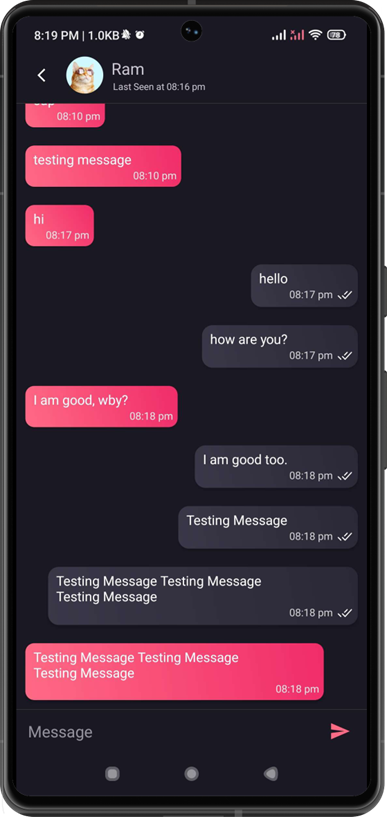 8:19 PM | 1.0KB
78
Ram
Last Seen at 08:16 pm
08:10 pm
testing message
08:10 pm
hi
08:17 pm
hello
08:17 pm
how are you?
08:17 pm
I am good, wby?
08:18 pm
I am good too.
08:18 pm
Testing Message
08:18 pm
Testing Message Testing Message
Testing Message
08:18 pm
Testing Message Testing Message
Testing Message
08:18 pm
Message